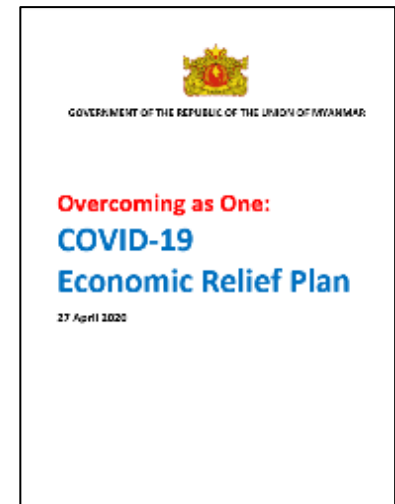 GOVERNMENT OF THE REPUBLIC OF THE UNION OF MYANMAR
Overcoming as One:
COVID-19
Economic Relief Plan
27 April 2020